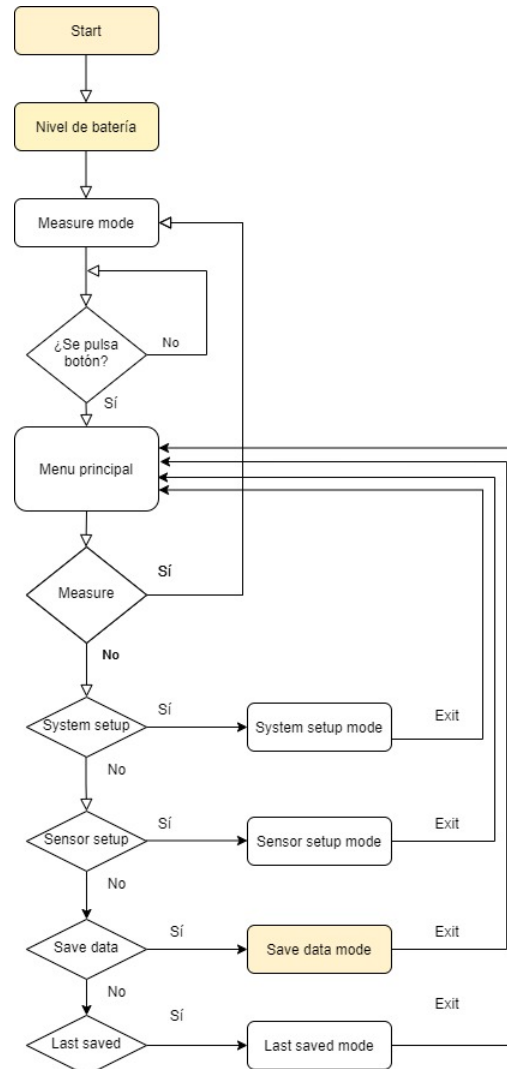 Start
Nivel de batería
Measure mode
¿Se pulsa
botón?
No
Sí
Menu principal
Measure
Sí
No
System setup
Sí
System setup mode
Exit
No
Sensor setup
Sí
Sensor setup mode
Exit
No
Save data
Sí
Save data mode
Exit
No
Last saved
Sí
Last saved mode
Exit